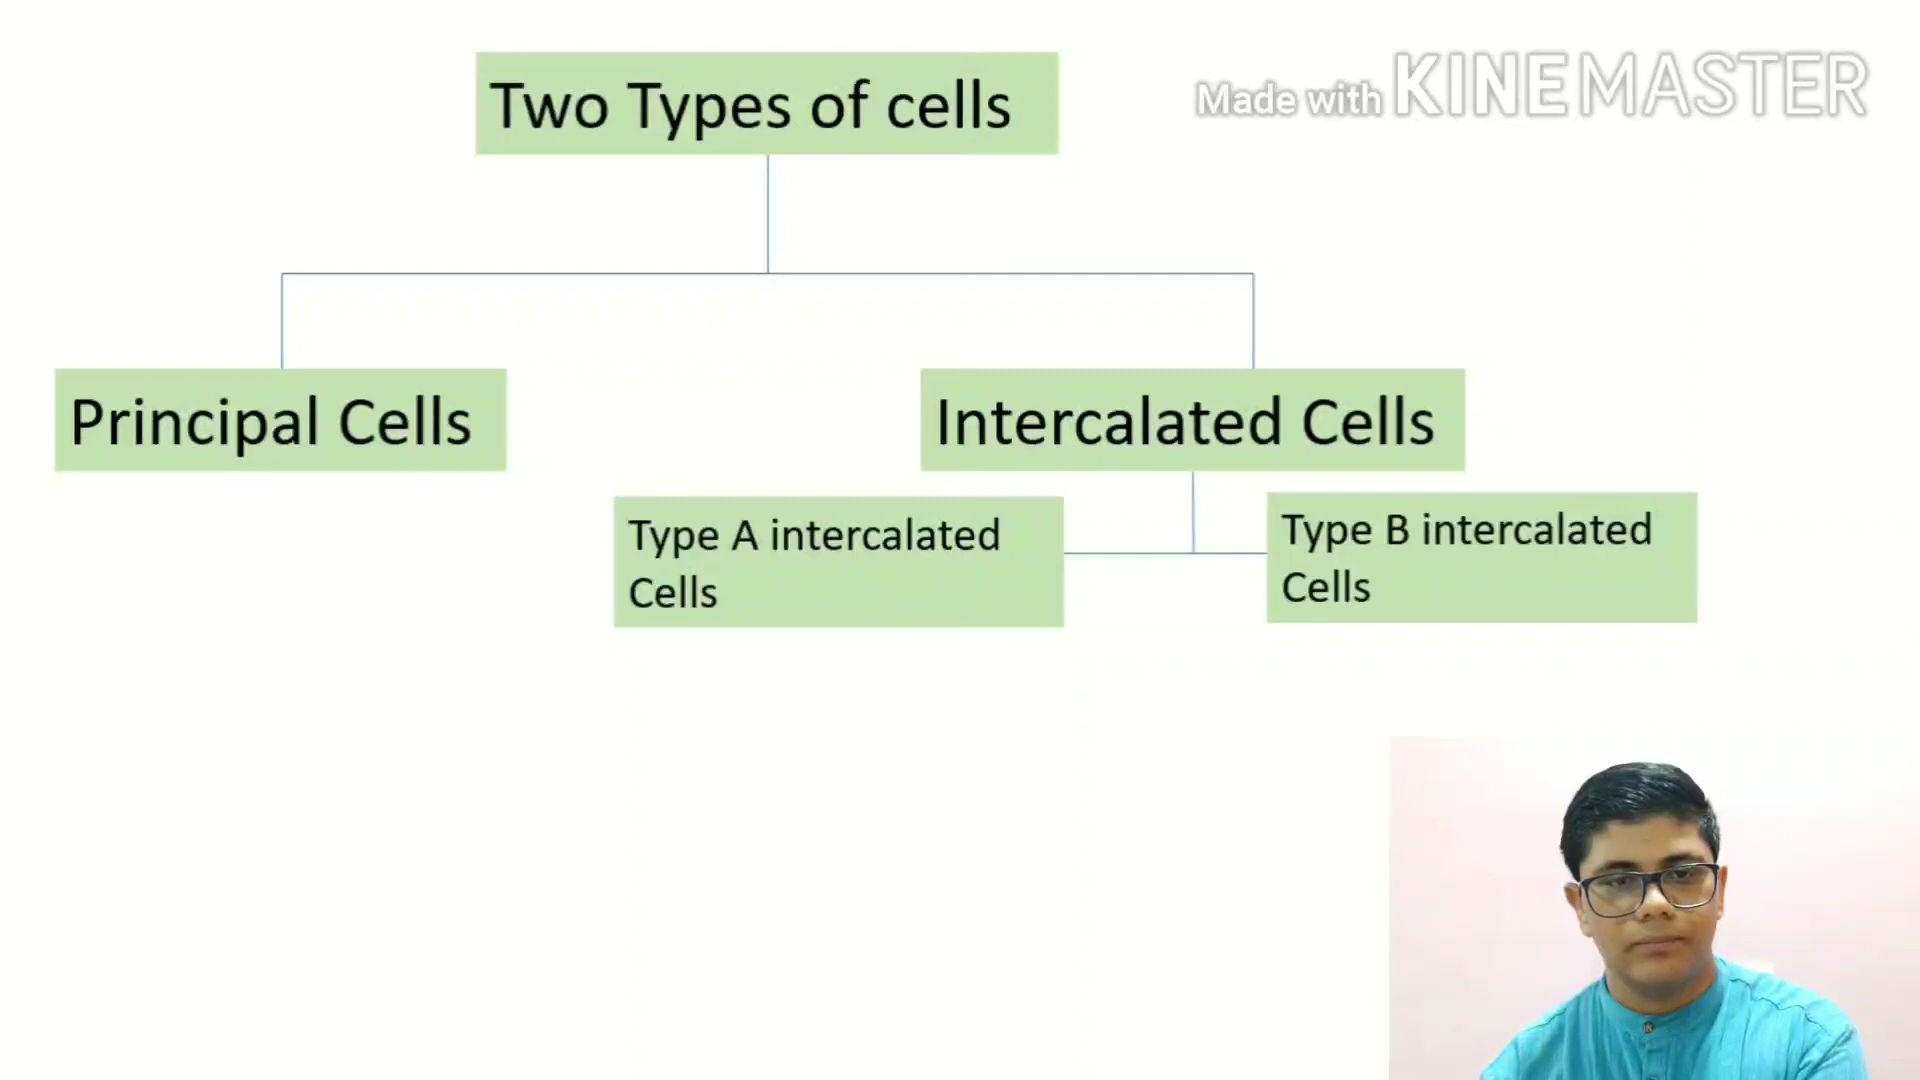 Two Types of cells
Made with KINEMASTER
Principal Cells
Intercalated Cells
Type A intercalated
Cells
Type B intercalated
Cells